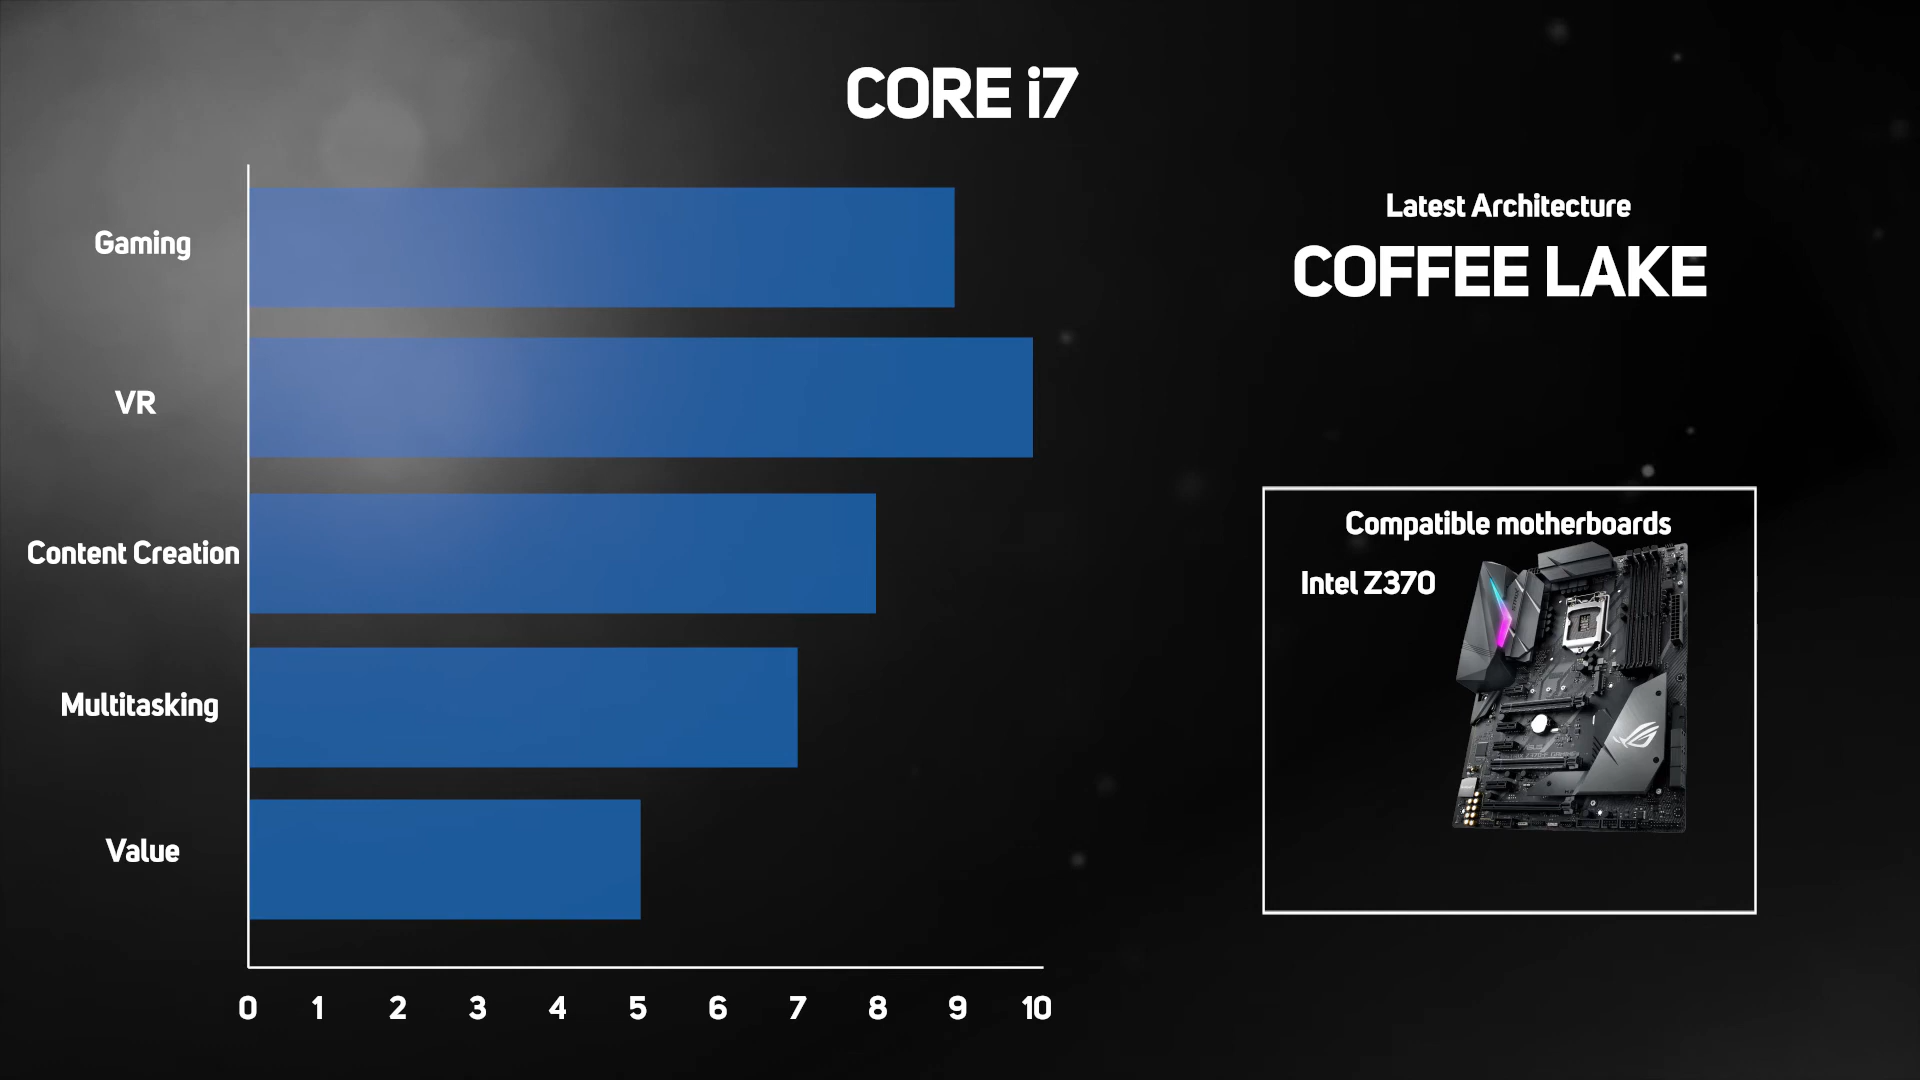 CORE i7
Gaming
VR
Content Creation
Multitasking
Value
0 1 2 3 4 5 6 7 8 9 10
Latest Architecture
COFFEE LAKE
Compatible motherboards
Intel Z370